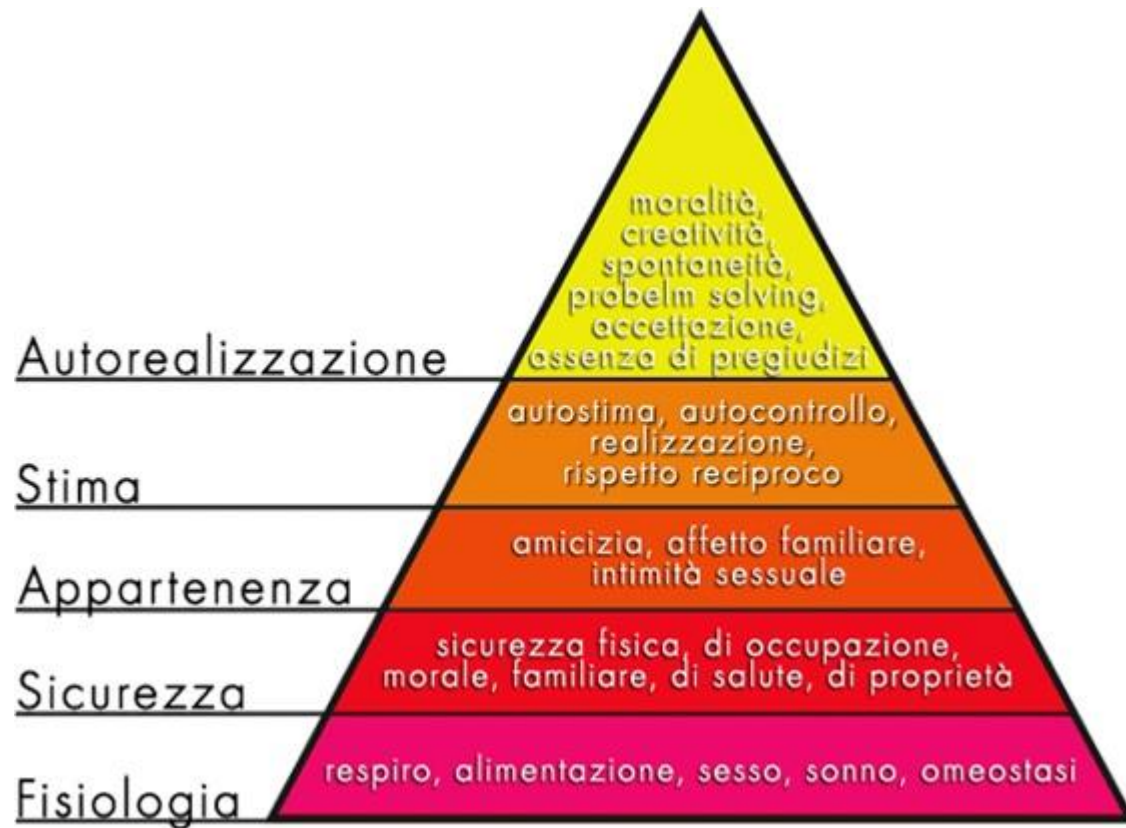 moralità,
creatività,
spontaneità,
probelm solving,
accettazione,
assenza di pregiudizi
Autorealizzazione
autostima, autocontrollo,
realizzazione,
rispetto reciproco
Stima
amicizia, affetto familiare,
intimità sessuale
Appartenenza
sicurezza fisica, di occupazione,
morale, familiare, di salute, di proprietà
Sicurezza
respiro, alimentazione, sesso, sonno, omeostasi
Fisiologia